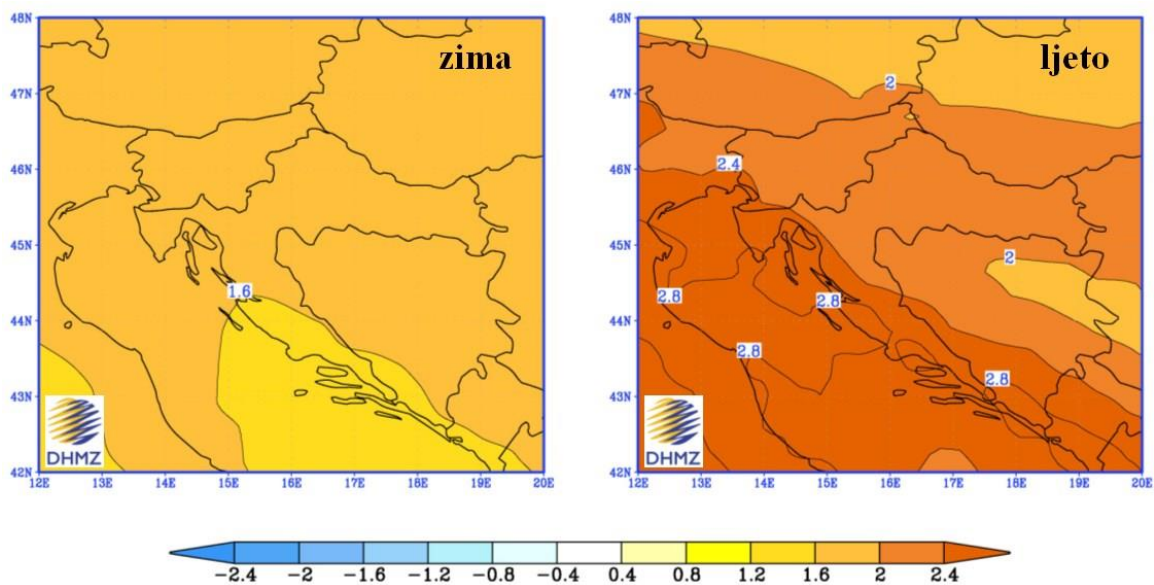 48N
47N
46N
45N
44N
43N
42N
12E 13E 14E 15E 16E 17E 18E 19E 20E
zima
1.6
DHMZ
48N
47N
46N
45N
44N
43N
42N
12E 13E 14E 15E 16E 17E 18E 19E 20E
ljeto
2
2.4
2
2.8
2.8
2.8
2.8
DHMZ
-2.4 -2 -1.6 -1.2 -0.8 -0.4 0.4 0.8 1.2 1.6 2 2.4